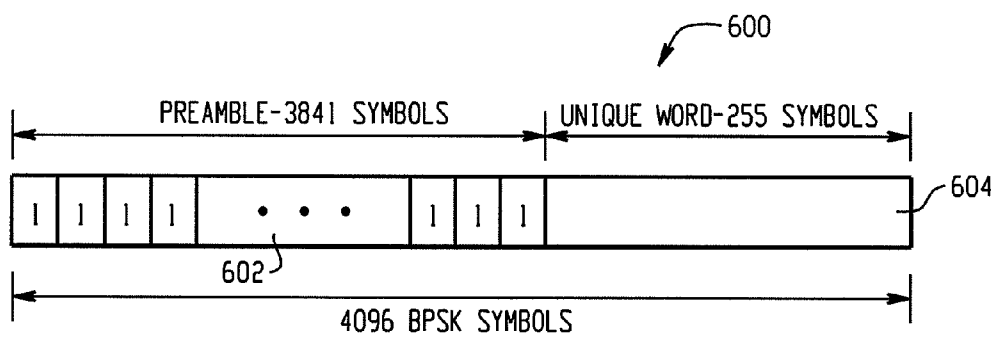 600
PREAMBLE-3841 SYMBOLS
UNIQUE WORD-255 SYMBOLS
1 1 1 1 • • • 1 1 1
604
602
4096 BPSK SYMBOLS